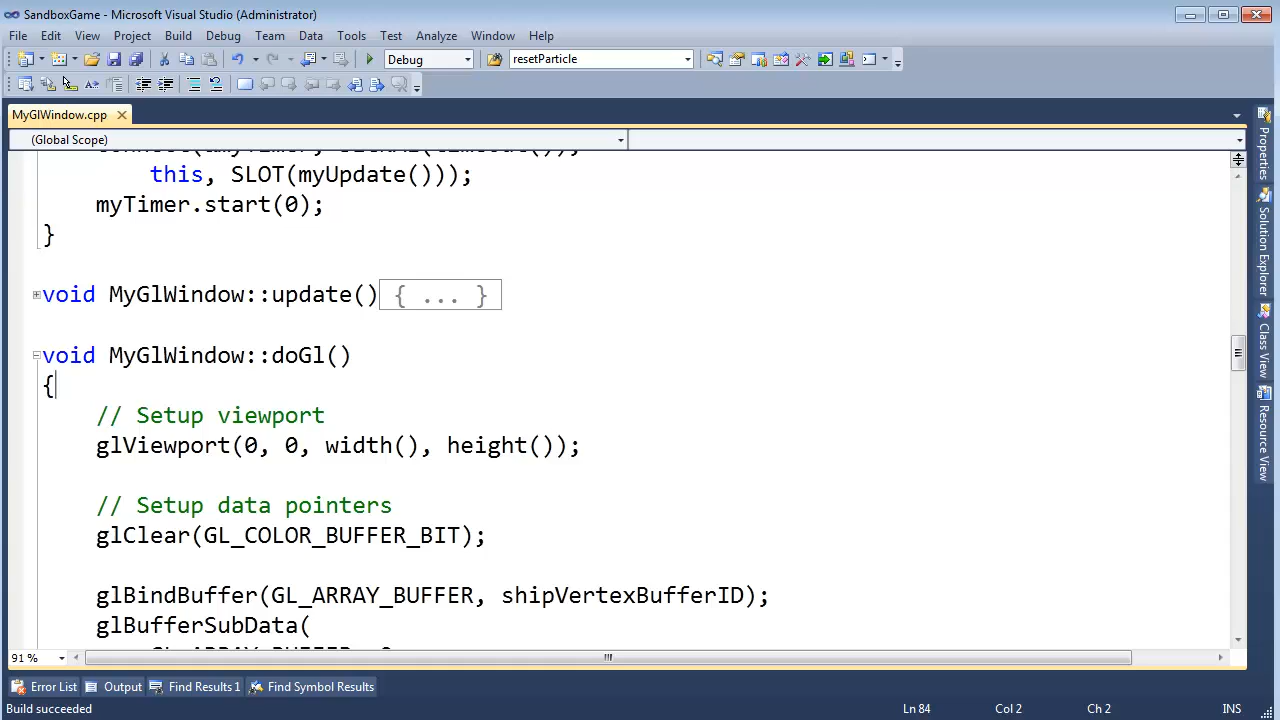 SandboxGame - Microsoft Visual Studio (Administrator)
File Edit View Project Build Debug Team Data Tools Test Analyze Window Help
Debug resetParticle
MyGlWindow.cpp
(Global Scope)
this, SLOT(myUpdate()));
myTimer.start(0);
}
void MyGlWindow::update(){ ... }
void MyGlWindow::doGl()
{
// Setup viewport
glViewport(0, 0, width(), height());
// Setup data pointers
glClear(GL_COLOR_BUFFER_BIT);
glBindBuffer(GL_ARRAY_BUFFER, shipVertexBufferID);
glBufferSubData(
91 %
Error List Output Find Results 1 Find Symbol Results
Build succeeded Ln 84 Col 2 Ch 2 INS
Properties
Solution Explorer
Class View
Resource View